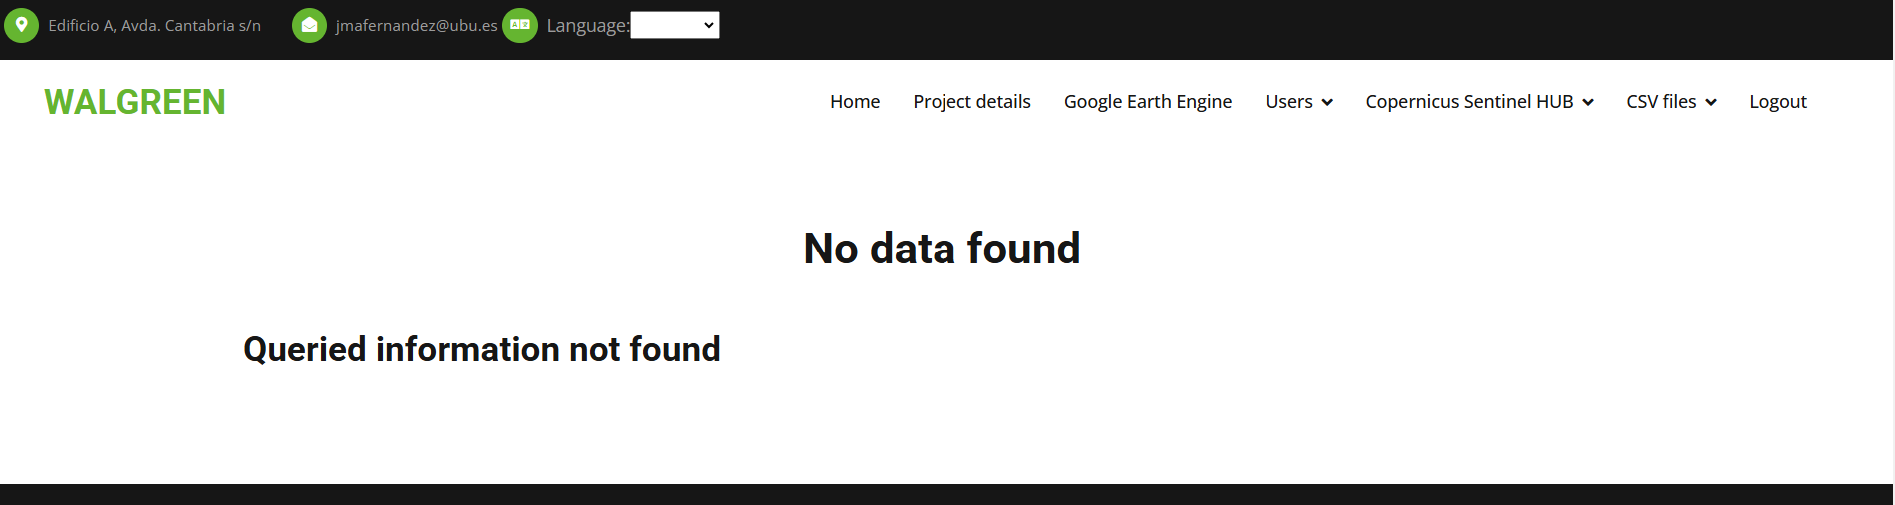 Edificio A, Avda. Cantabria s/n jmafernandez@ubu.es Language:
WALGREEN Home Project details Google Earth Engine Users Copernicus Sentinel HUB CSV files Logout
No data found
Queried information not found